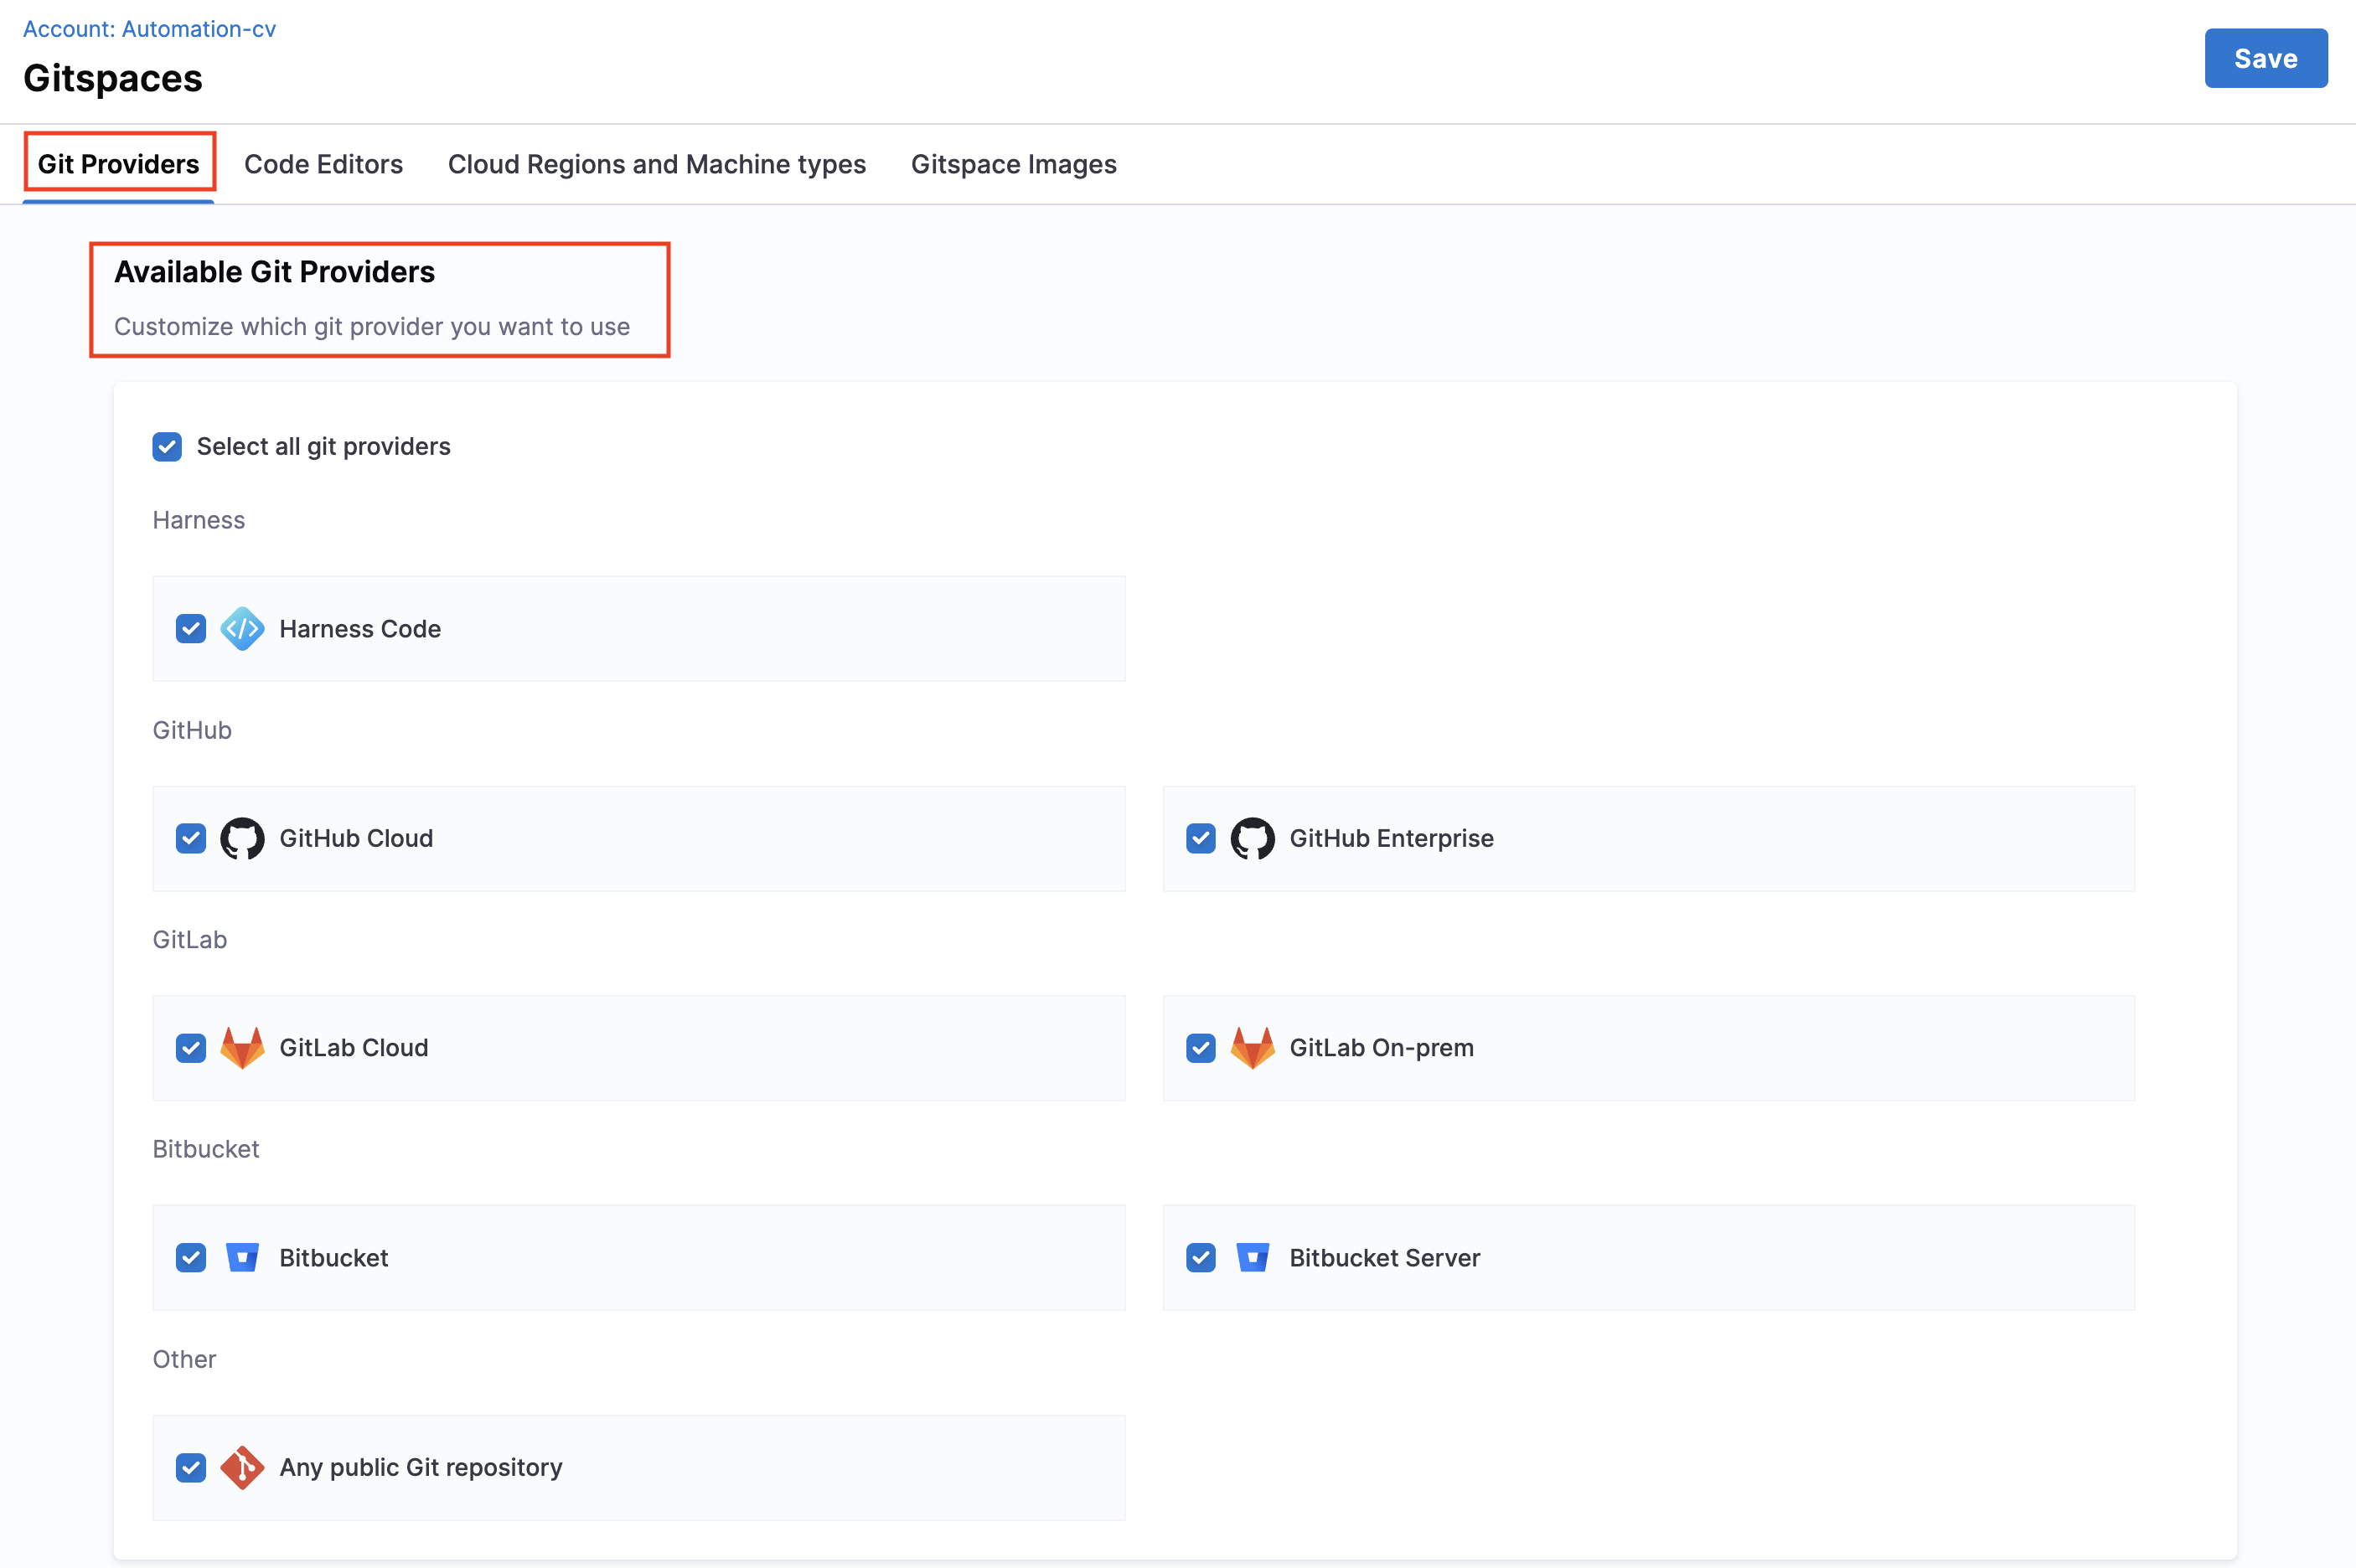 Account: Automation-cv
Gitspaces
Save
Git Providers
Code Editors
Cloud Regions and Machine types
Gitspace Images
Available Git Providers
Customize which git provider you want to use
Select all git providers
Harness
Harness Code
GitHub
GitHub Cloud
GitHub Enterprise
GitLab
GitLab Cloud
GitLab On-prem
Bitbucket
Bitbucket
Bitbucket Server
Other
Any public Git repository